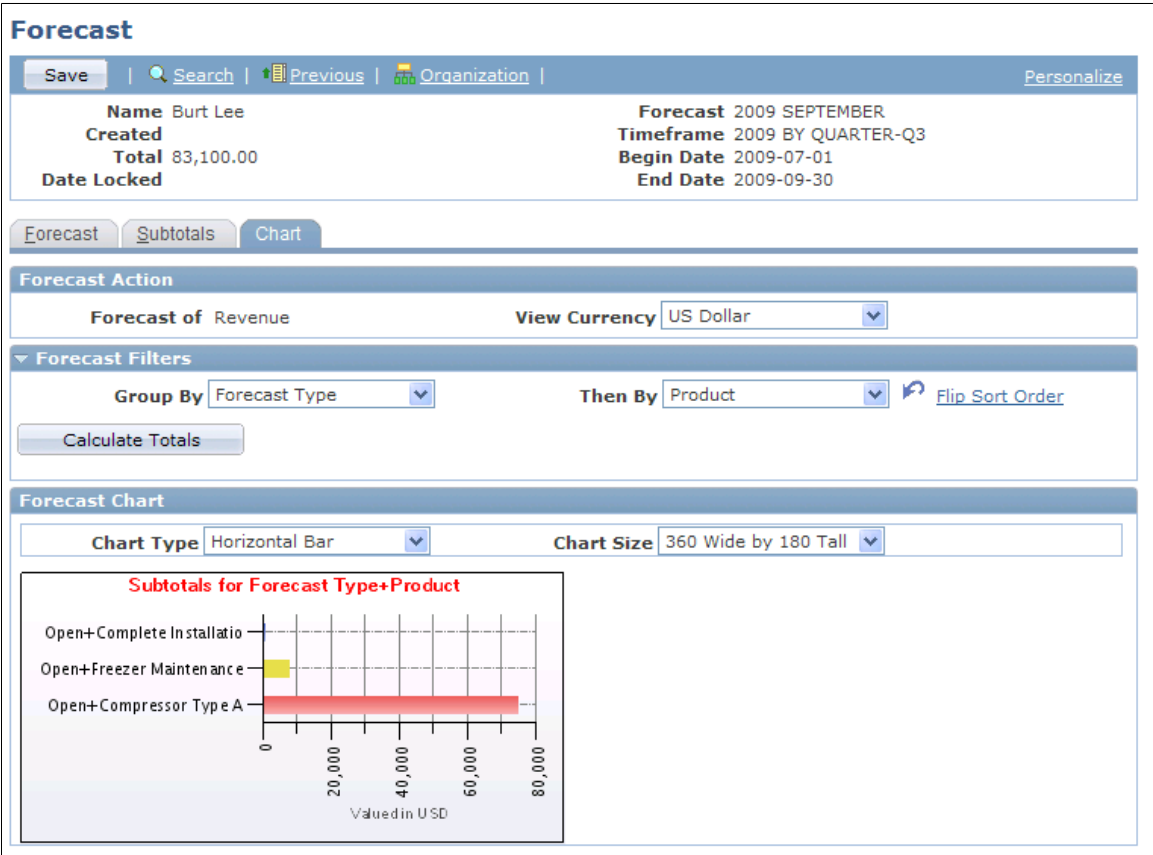 Forecast
Save | Search | Previous | Organization | Personalize
Name Burt Lee Forecast 2009 SEPTEMBER
Created Timeframe 2009 BY QUARTER-Q3
Total 83,100.00 Begin Date 2009-07-01
Date Locked End Date 2009-09-30
Forecast Subtotals Chart
Forecast Action
Forecast of Revenue View Currency US Dollar
Forecast Filters
Group By Forecast Type Then By Product Flip Sort Order
Calculate Totals
Forecast Chart
Chart Type Horizontal Bar Chart Size 360 Wide by 180 Tall
Subtotals for Forecast Type+Product
Open+Complete Installatio
Open+Freezer Maintenance
Open+Compressor Type A
0 20,000 40,000 60,000 80,000
Valued in USD